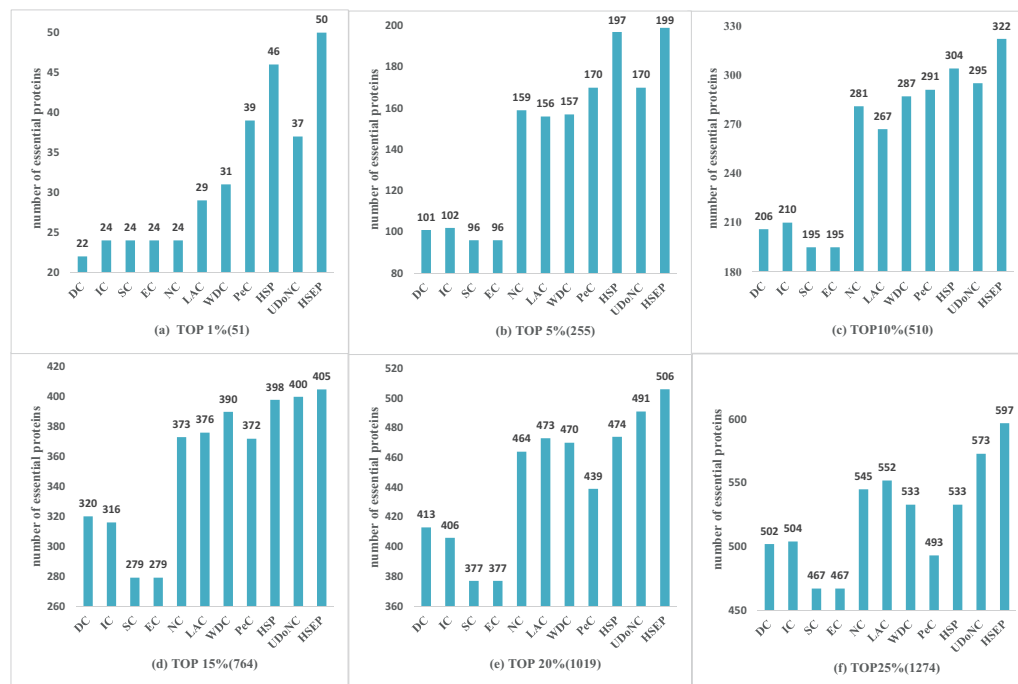 number of essential proteins
50
45
40
35
30
25
20
22
24
24
24
24
29
31
39
46
37
50
DC
IC
SC
EC
NC
LAC
WDC
PeC
HSP
UDoNC
HSEP
(a) TOP 1%(51)
number of essential proteins
200
180
160
140
120
100
80
101
102
96
96
159
156
157
170
197
170
199
DC
IC
SC
EC
NC
LAC
WDC
PeC
HSP
UDoNC
HSEP
(b) TOP 5%(255)
number of essential proteins
330
300
270
240
210
180
206
210
195
195
281
267
287
291
304
295
322
DC
IC
SC
EC
NC
LAC
WDC
PeC
HSP
UDoNC
HSEP
(c) TOP10%(510)
number of essential proteins
420
400
380
360
340
320
300
280
260
320
316
279
279
373
376
390
372
398
400
405
DC
IC
SC
EC
NC
LAC
WDC
PeC
HSP
UDoNC
HSEP
(d) TOP 15%(764)
number of essential proteins
520
500
480
460
440
420
400
380
360
413
406
377
377
464
473
470
439
474
491
506
DC
IC
SC
EC
NC
LAC
WDC
PeC
HSP
UDoNC
HSEP
(e) TOP 20%(1019)
number of essential proteins
600
550
500
450
502
504
467
467
545
552
533
493
533
573
597
DC
IC
SC
EC
NC
LAC
WDC
PeC
HSP
UDoNC
HSEP
(f) TOP25%(1274)